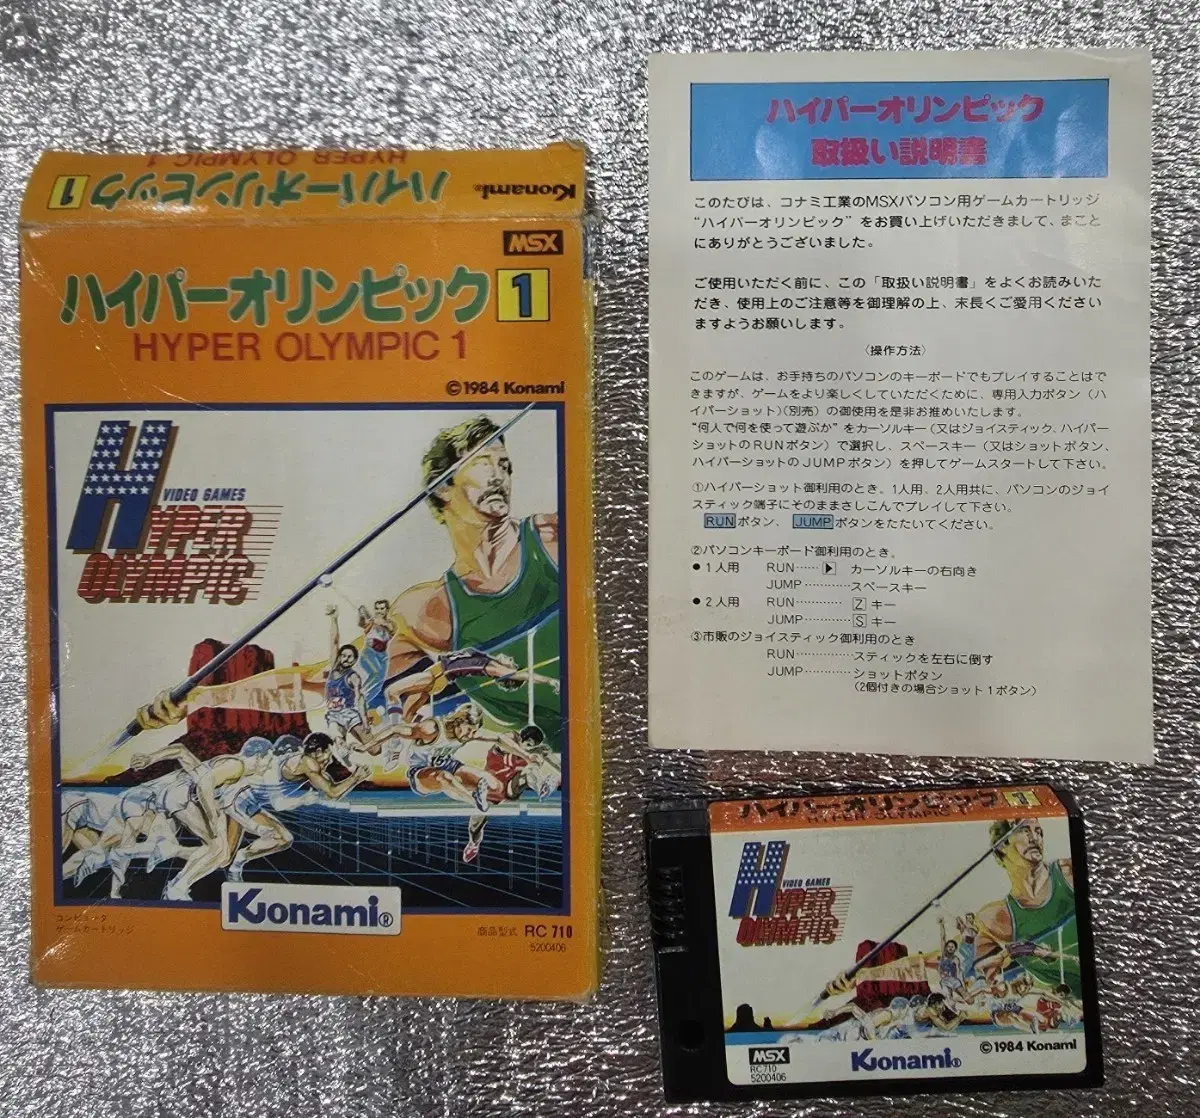 ハイパーオリンピック 1
HYPER OLYMPIC 1
Konami
MSX
ハイパーオリンピック 1
HYPER OLYMPIC 1
©1984 Konami
H
VIDEO GAMES
HYPER
OLYMPIC
Konami®
コンピュータ
ゲームカートリッジ
商品型式 RC 710
5200406
ハイパーオリンピック
取扱い説明書
このたびは、コナミ工業のMSXパソコン用ゲームカートリッジ
“ハイパーオリンピック”をお買い上げいただきまして、まこと
にありがとうございました。
ご使用いただく前に、この「取扱い説明書」をよくお読みいた
だき、使用上のご注意等を御理解の上、末長くご愛用ください
ますようお願いします。
〈操作方法〉
このゲームは、お手持ちのパソコンのキーボードでもプレイすることはで
きますが、ゲームをより楽しくしていただくために、専用入力ボタン(ハ
イパーショット)(別売)の御使用を是非お推めいたします。
“何人で何を使って遊ぶか”をカーソルキー(又はジョイスティック、ハイパー
ショットのRUNボタン)で選択し、スペースキー(又はショットボタン、
ハイパーショットのJUMPボタン)を押してゲームスタートして下さい。
①ハイパーショット御利用のとき。1人用、2人用共に、パソコンのジョイ
スティック端子にそのままさしこんでプレイして下さい。
RUNボタン、 JUMPボタンをたたいてください。
②パソコンキーボード御利用のとき。
●1人用 RUN……▶ カーソルキーの右向き
JUMP…………スペースキー
●2人用 RUN…………Z キー
JUMP…………S キー
③市販のジョイスティック御利用のとき
RUN…………スティックを左右に倒す
JUMP…………ショットボタン
(2個付きの場合ショット1ボタン)
ハイパーオリンピック 1
HYPER OLYMPIC 1
H
VIDEO GAMES
HYPER
OLYMPIC
MSX
RC710
5200406
Konami®
©1984 Konami